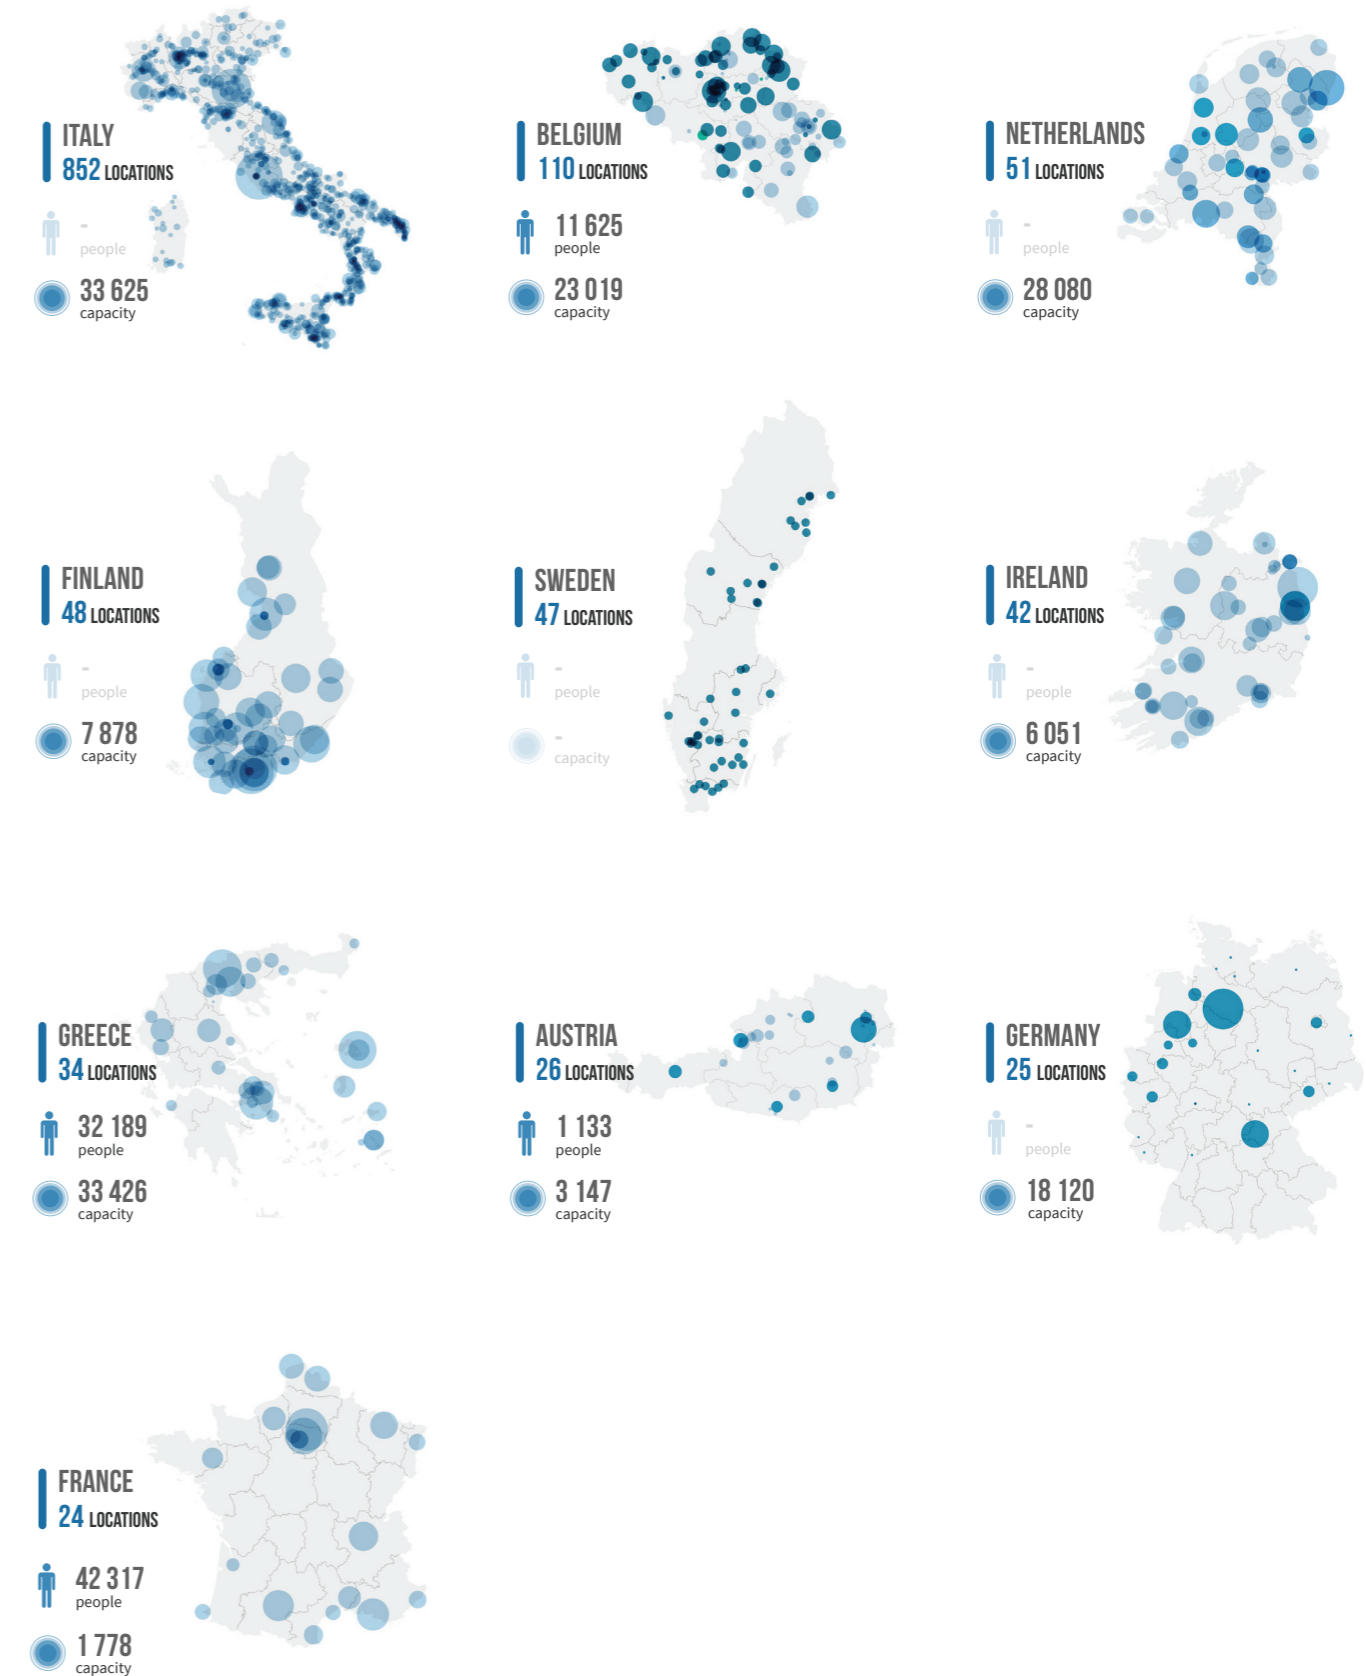 ITALY
852 LOCATIONS
-
people
33 625
capacity
BELGIUM
110 LOCATIONS
11 625
people
23 019
capacity
NETHERLANDS
51 LOCATIONS
-
people
28 080
capacity
FINLAND
48 LOCATIONS
-
people
7 878
capacity
SWEDEN
47 LOCATIONS
-
people
-
capacity
IRELAND
42 LOCATIONS
-
people
6 051
capacity
GREECE
34 LOCATIONS
32 189
people
33 426
capacity
AUSTRIA
26 LOCATIONS
1 133
people
3 147
capacity
GERMANY
25 LOCATIONS
-
people
18 120
capacity
FRANCE
24 LOCATIONS
42 317
people
1 778
capacity